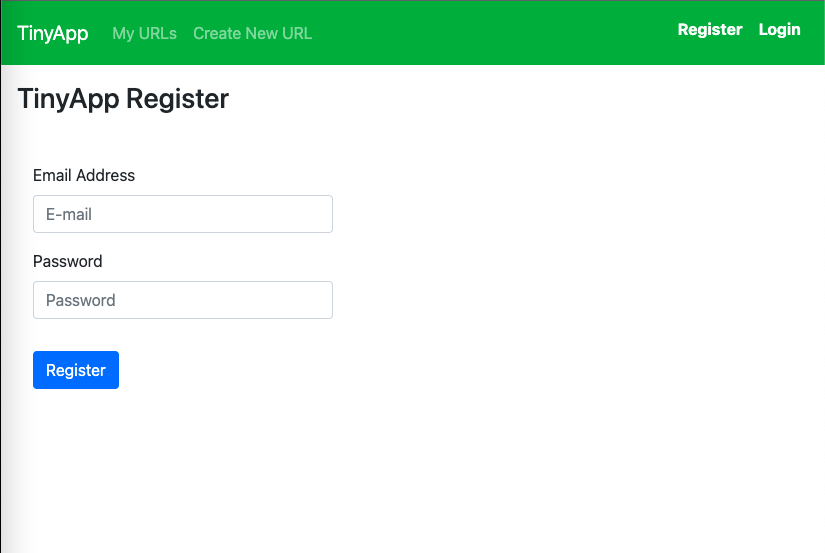 TinyApp My URLs Create New URL Register Login
TinyApp Register
Email Address
E-mail
Password
Password
Register